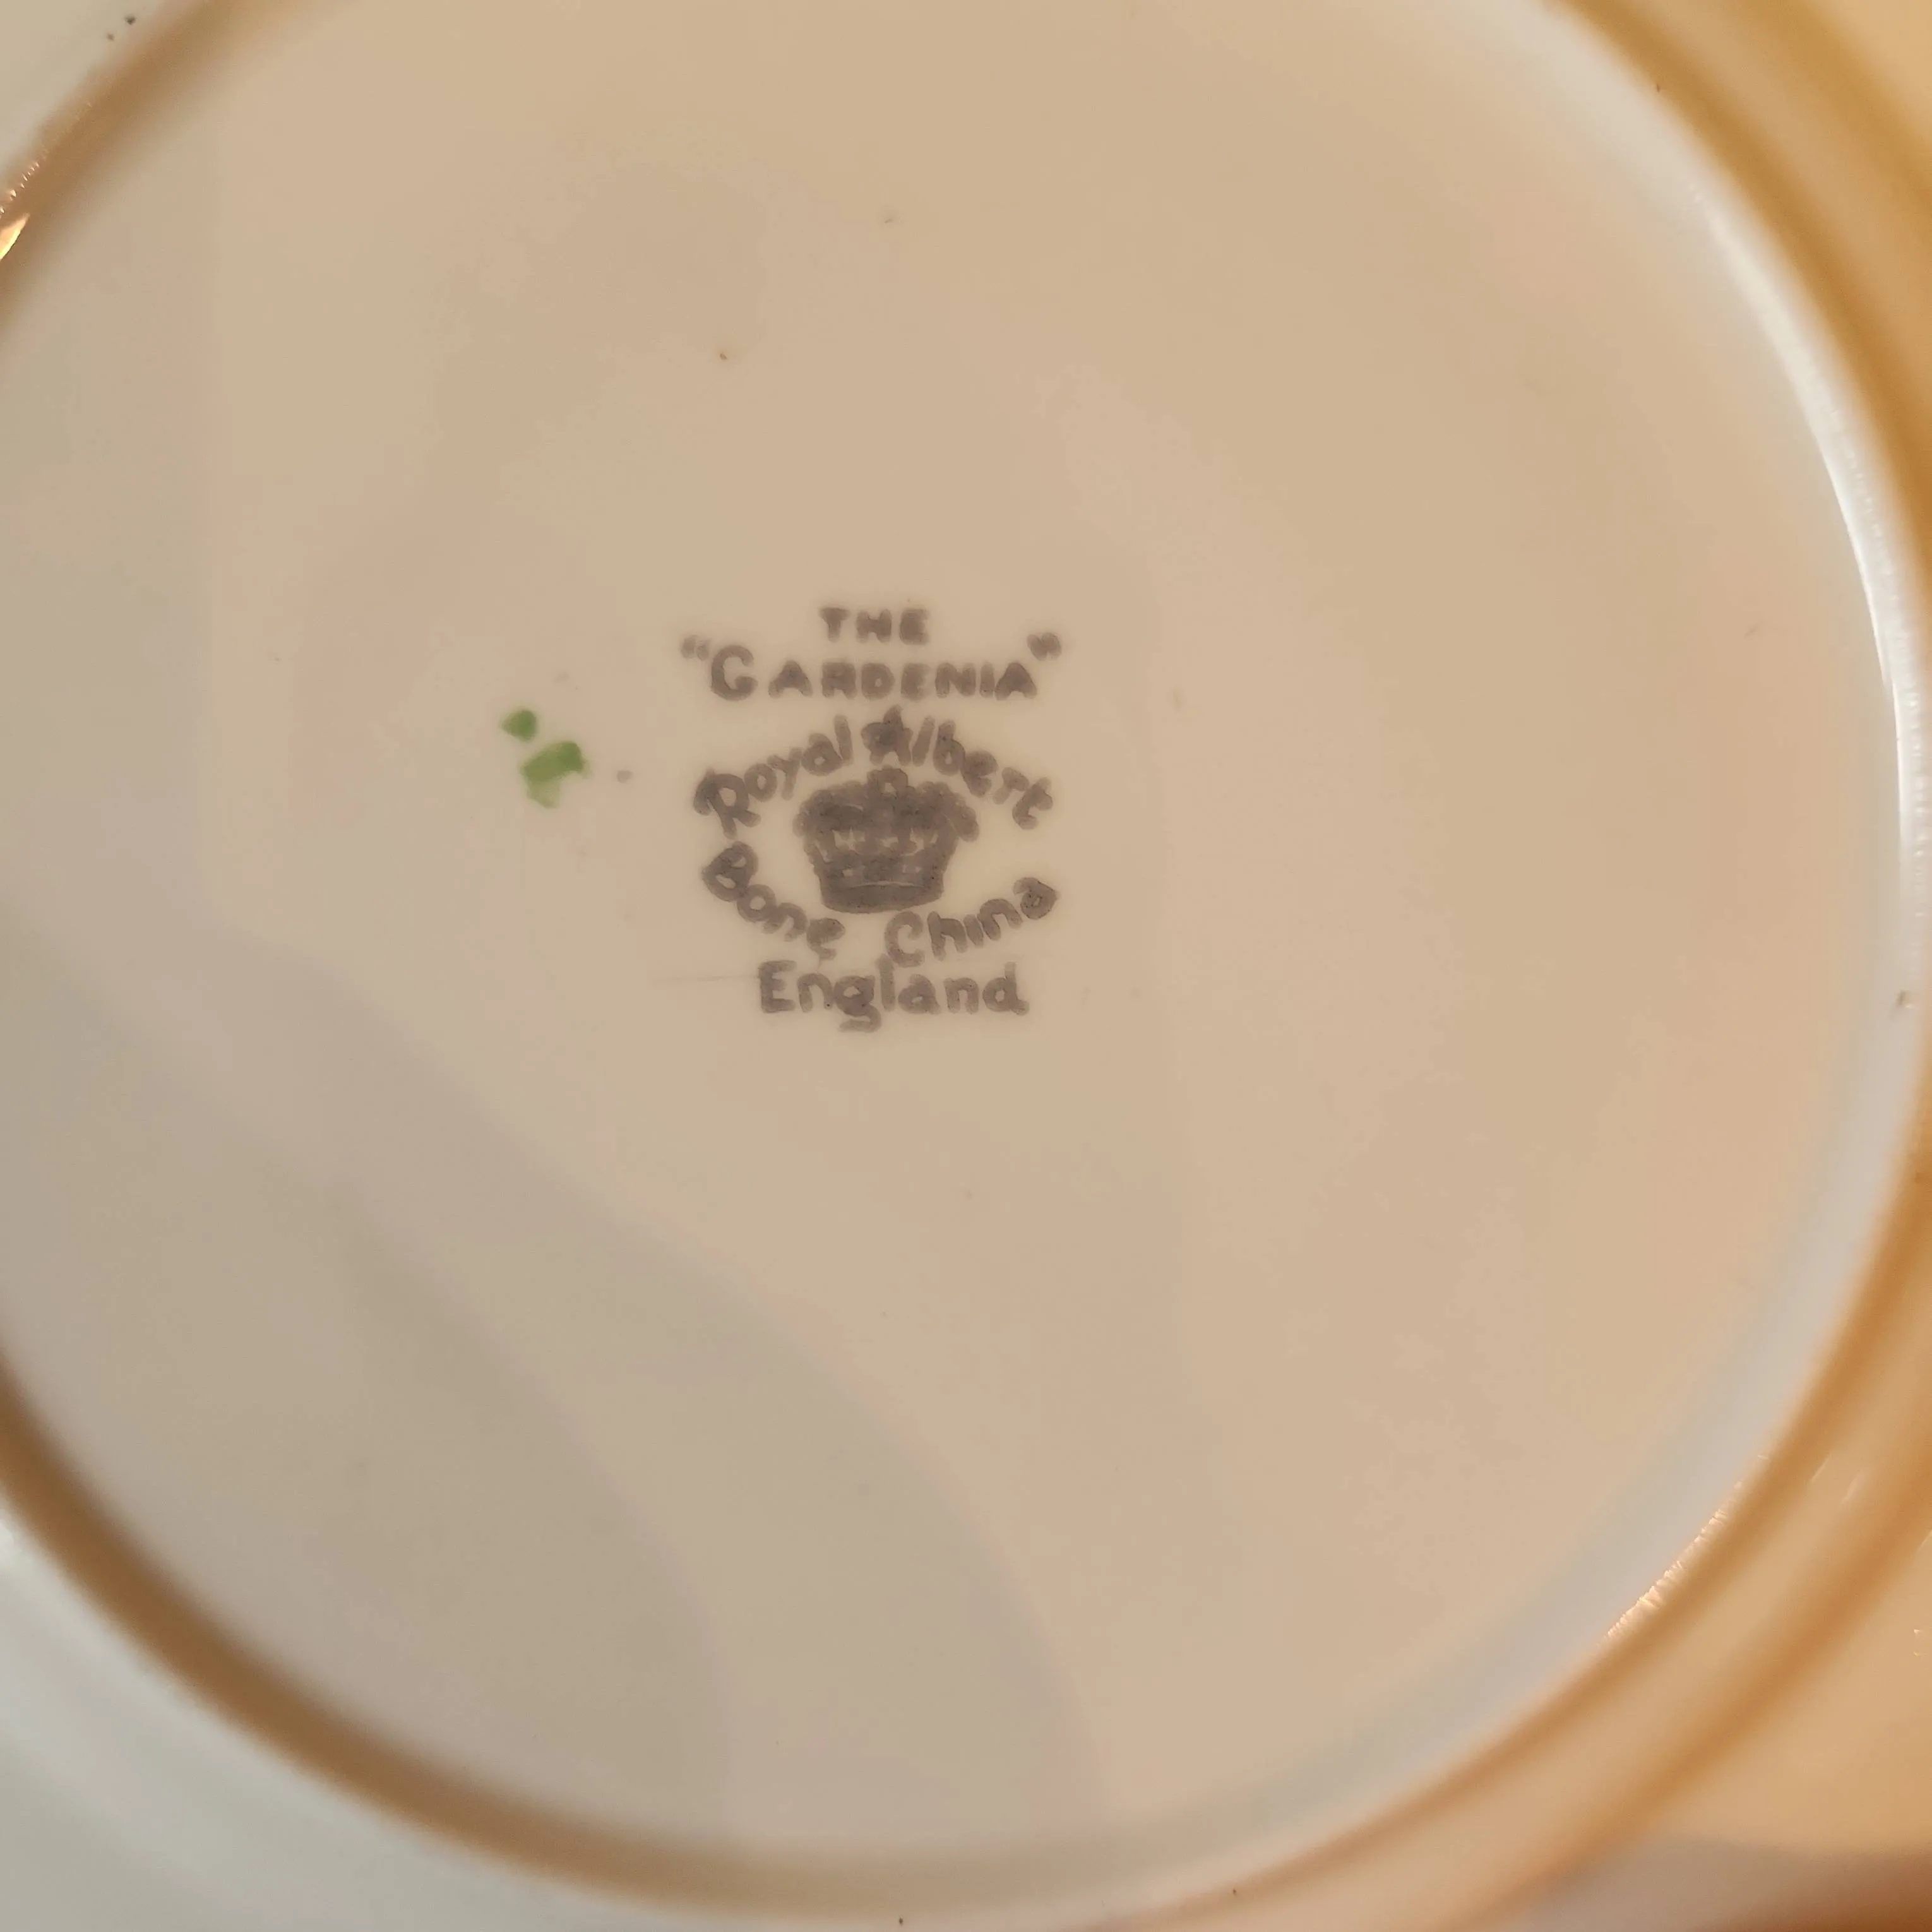 THE
"GARDENIA"
Royal Albert
Bone China
England